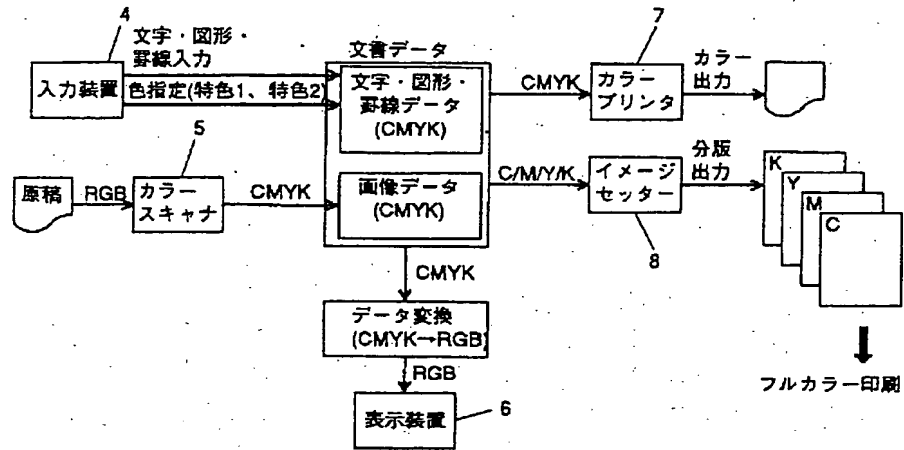 4
文字・図形・
罫線入力
入力装置
色指定(特色1、特色2)
文書データ
文字・図形・
罫線データ
(CMYK)
画像データ
(CMYK)
5
原稿
RGB
カラー
スキャナ
CMYK
CMYK
7
カラー
プリンタ
カラー
出力
C/M/Y/K
イメージ
セッター
8
分版
出力
K
Y
M
C
フルカラー印刷
CMYK
データ変換
(CMYK→RGB)
RGB
表示装置
6